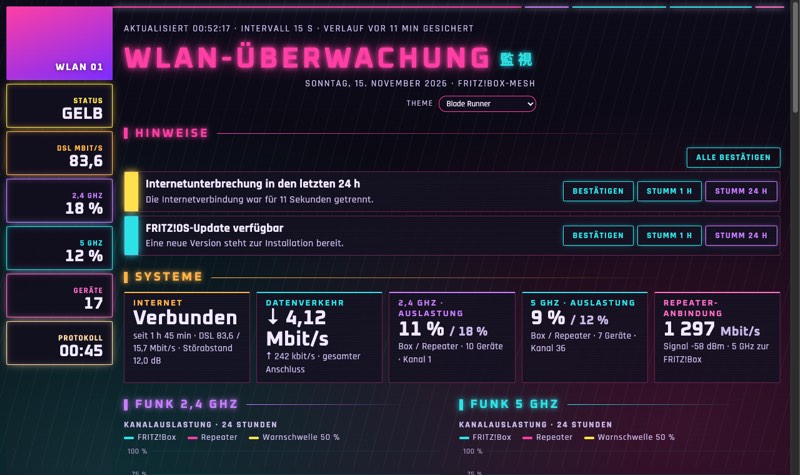 AKTUALISIERT 00:52:17 · INTERVALL 15 S · VERLAUF VOR 11 MIN GESICHERT
WLAN-ÜBERWACHUNG 監視
SONNTAG, 15. NOVEMBER 2026 · FRITZ!BOX-MESH
THEME Blade Runner
WLAN 01
STATUS
GELB
DSL MBIT/S
83,6
2,4 GHZ
18 %
5 GHZ
12 %
GERÄTE
17
PROTOKOLL
00:45
HINWEISE
ALLE BESTÄTIGEN
Internetunterbrechung in den letzten 24 h
Die Internetverbindung war für 11 Sekunden getrennt.
BESTÄTIGEN STUMM 1 H STUMM 24 H
FRITZ!OS-Update verfügbar
Eine neue Version steht zur Installation bereit.
BESTÄTIGEN STUMM 1 H STUMM 24 H
SYSTEME
INTERNET
Verbunden
seit 1 h 45 min · DSL 83,6 /
15,7 Mbit/s · Störabstand
12,0 dB
DATENVERKEHR
↓ 4,12
Mbit/s
↑ 242 kbit/s · gesamter
Anschluss
2,4 GHZ ·
AUSLASTUNG
11 % / 18 %
Box / Repeater · 10 Geräte
· Kanal 1
5 GHZ · AUSLASTUNG
9 % / 12 %
Box / Repeater · 7 Geräte ·
Kanal 36
REPEATER-
ANBINDUNG
1 297 Mbit/s
Signal -58 dBm · 5 GHz zur
FRITZ!Box
FUNK 2,4 GHZ
KANALAUSLASTUNG · 24 STUNDEN
FRITZ!Box Repeater Warnschwelle 50 %
100 %
75 %
FUNK 5 GHZ
KANALAUSLASTUNG · 24 STUNDEN
FRITZ!Box Repeater Warnschwelle 50 %
100 %
75 %